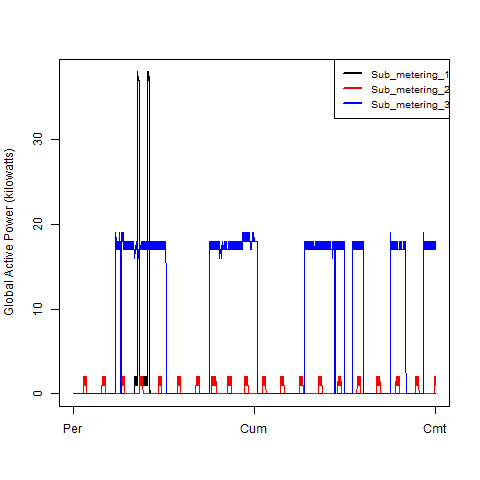 Sub_metering_1
Sub_metering_2
Sub_metering_3
Global Active Power (kilowatts)
30
20
10
0
Per Cum Cmt